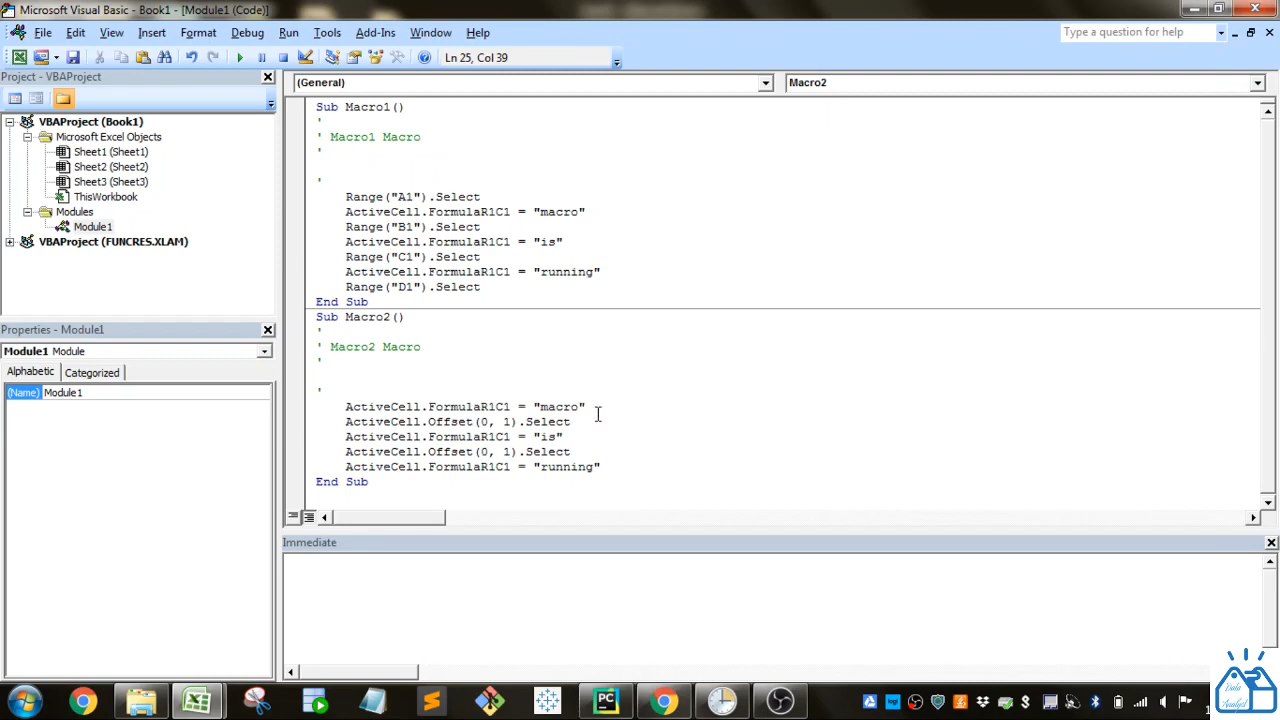 Microsoft Visual Basic - Book1 - [Module1 (Code)]
File Edit View Insert Format Debug Run Tools Add-Ins Window Help
Type a question for help
Ln 25, Col 39
Project - VBAProject
VBAProject (Book1)
Microsoft Excel Objects
Sheet1 (Sheet1)
Sheet2 (Sheet2)
Sheet3 (Sheet3)
ThisWorkbook
Modules
Module1
VBAProject (FUNCRES.XLAM)
Properties - Module1
Module1 Module
Alphabetic Categorized
(Name) Module1
(General)
Macro2
Sub Macro1()
'
' Macro1 Macro
'
'
Range("A1").Select
ActiveCell.FormulaR1C1 = "macro"
Range("B1").Select
ActiveCell.FormulaR1C1 = "is"
Range("C1").Select
ActiveCell.FormulaR1C1 = "running"
Range("D1").Select
End Sub
Sub Macro2()
'
' Macro2 Macro
'
'
ActiveCell.FormulaR1C1 = "macro"
ActiveCell.Offset(0, 1).Select
ActiveCell.FormulaR1C1 = "is"
ActiveCell.Offset(0, 1).Select
ActiveCell.FormulaR1C1 = "running"
End Sub
Immediate
PC
Data
Analyst